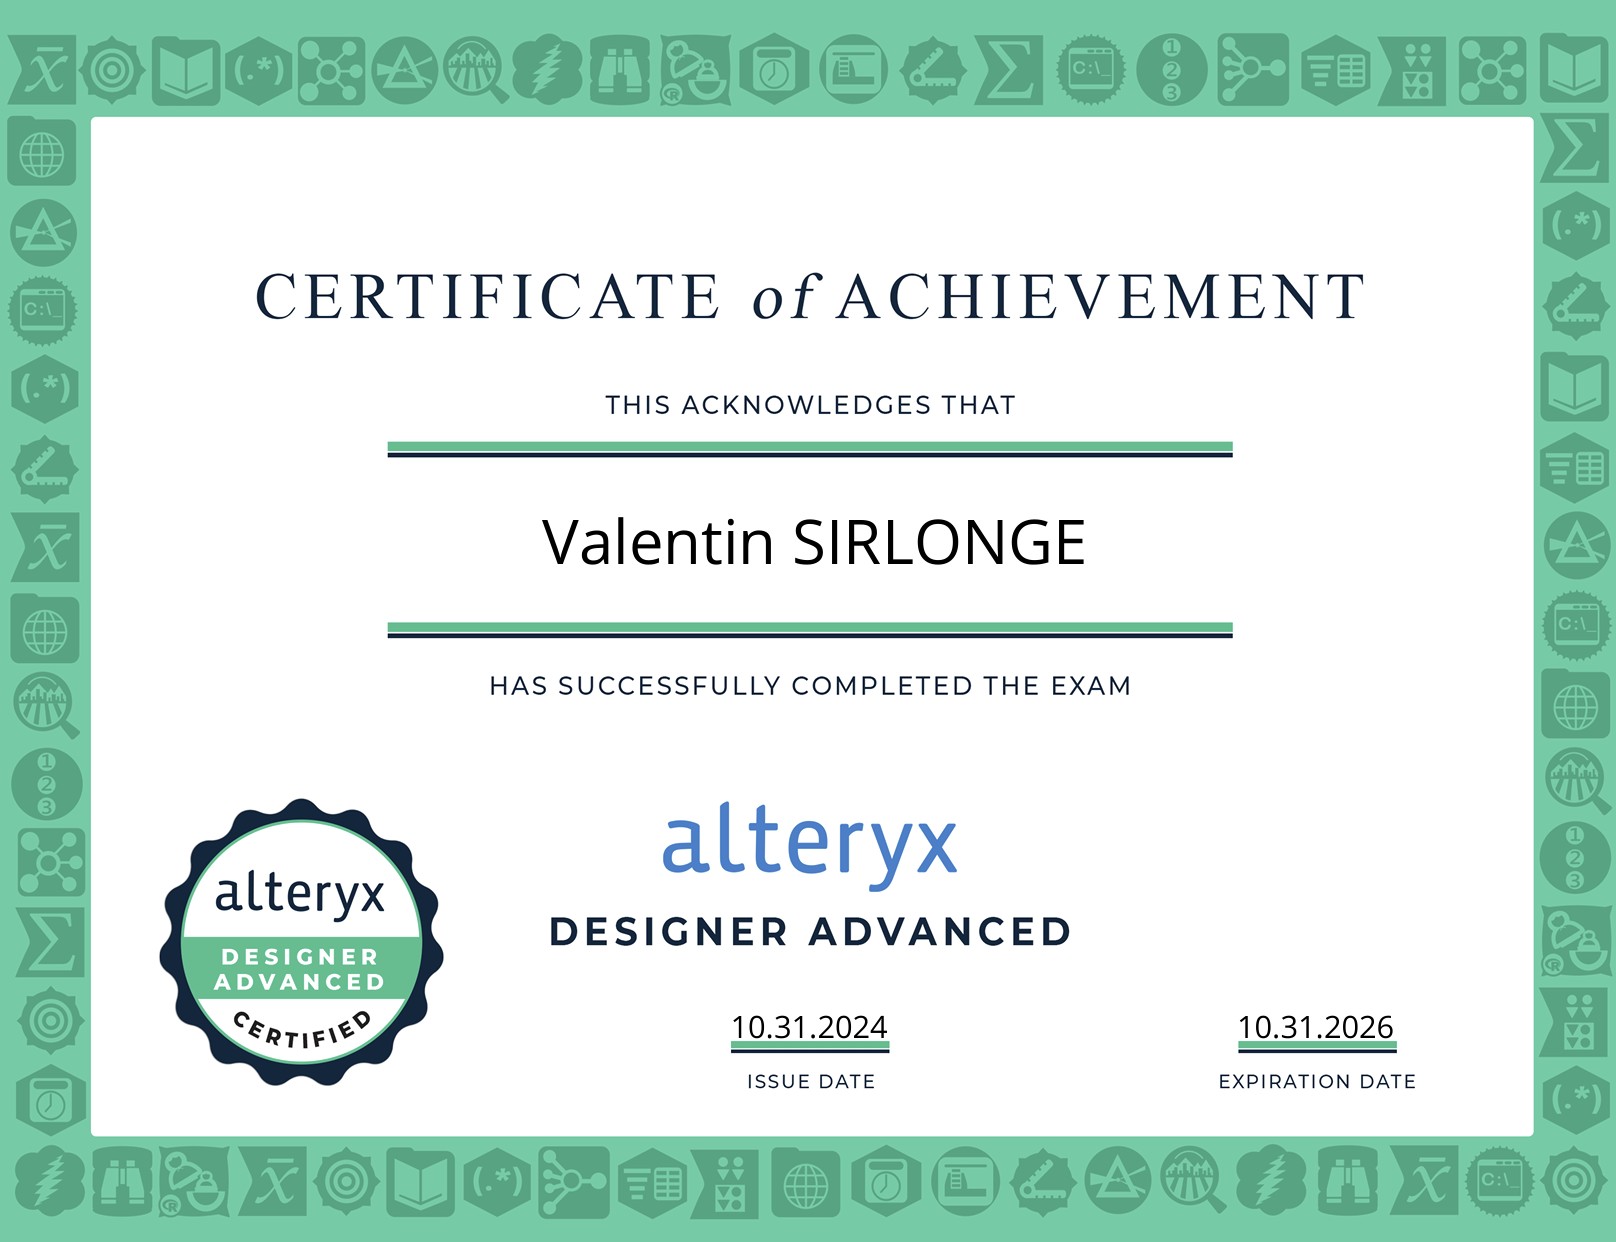 CERTIFICATE of ACHIEVEMENT
THIS ACKNOWLEDGES THAT
Valentin SIRLONGE
HAS SUCCESSFULLY COMPLETED THE EXAM
alteryx
DESIGNER ADVANCED
alteryx
DESIGNER
ADVANCED
CERTIFIED
10.31.2024
ISSUE DATE
10.31.2026
EXPIRATION DATE